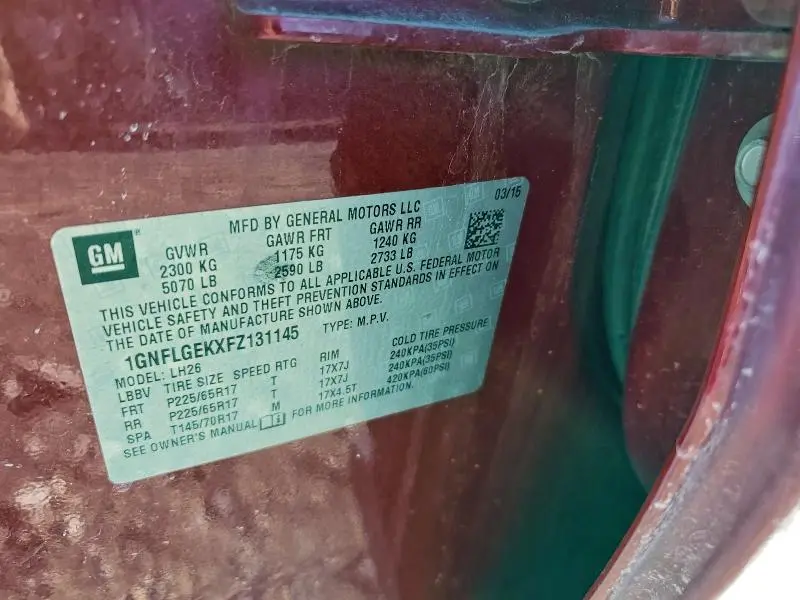 GM
MFD BY GENERAL MOTORS LLC 03/15
GVWR GAWR FRT GAWR RR
2300 KG 1175 KG 1240 KG
5070 LB 2590 LB 2733 LB
THIS VEHICLE CONFORMS TO ALL APPLICABLE U.S. FEDERAL MOTOR
VEHICLE SAFETY AND THEFT PREVENTION STANDARDS IN EFFECT ON
THE DATE OF MANUFACTURE SHOWN ABOVE.
1GNFLGEKXFZ131145 TYPE: M.P.V.
MODEL: LH26
LBBV TIRE SIZE SPEED RTG RIM COLD TIRE PRESSURE
FRT P225/65R17 T 17X7J 240KPA(35PSI)
RR P225/65R17 T 17X7J 240KPA(35PSI)
SPA T145/70R17 M 17X4.5T 420KPA(60PSI)
SEE OWNER'S MANUAL FOR MORE INFORMATION.